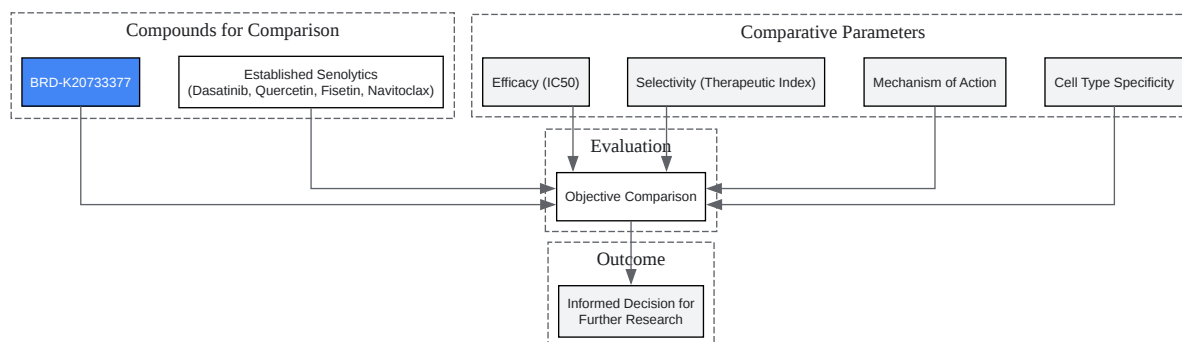 Compounds for Comparison
BRD-K20733377
Established Senolytics
(Dasatinib, Quercetin, Fisetin, Navitoclax)
Comparative Parameters
Efficacy (IC50)
Selectivity (Therapeutic Index)
Mechanism of Action
Cell Type Specificity
Evaluation
Objective Comparison
Outcome
Informed Decision for
Further Research